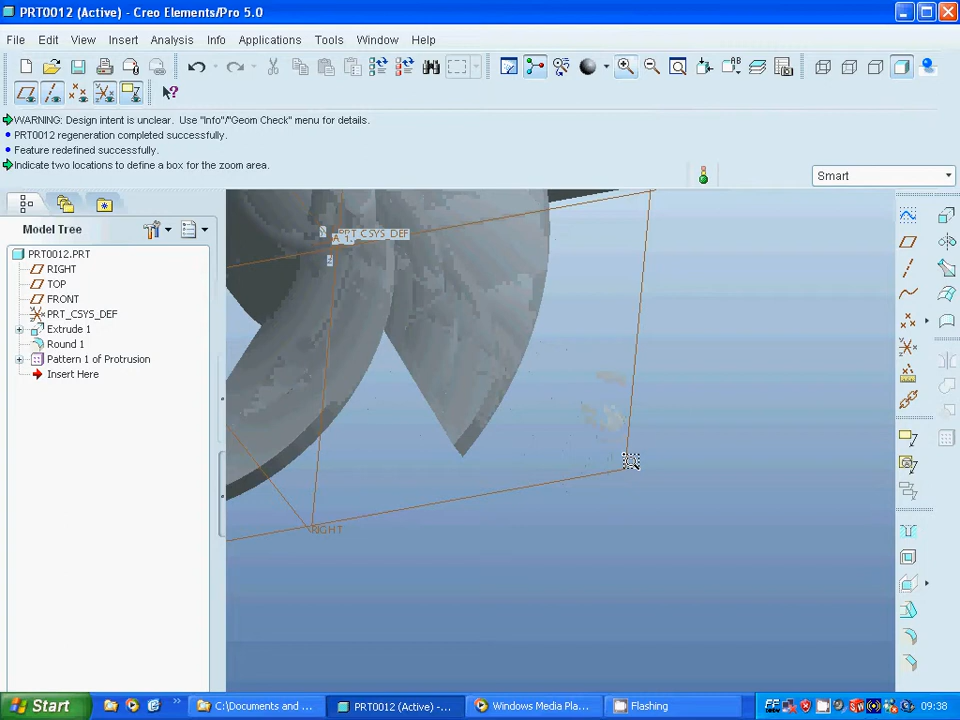 PRT0012 (Active) - Creo Elements/Pro 5.0
File Edit View Insert Analysis Info Applications Tools Window Help
WARNING: Design intent is unclear. Use "Info"/"Geom Check" menu for details.
PRT0012 regeneration completed successfully.
Feature redefined successfully.
Indicate two locations to define a box for the zoom area.
Smart
Model Tree
PRT0012.PRT
RIGHT
TOP
FRONT
PRT_CSYS_DEF
Extrude 1
Round 1
Pattern 1 of Protrusion
Insert Here
PRT_CSYS_DEF
A_1
RIGHT
Start
C:\Documents and ...
PRT0012 (Active) -...
Windows Media Pla...
Flashing
09:38